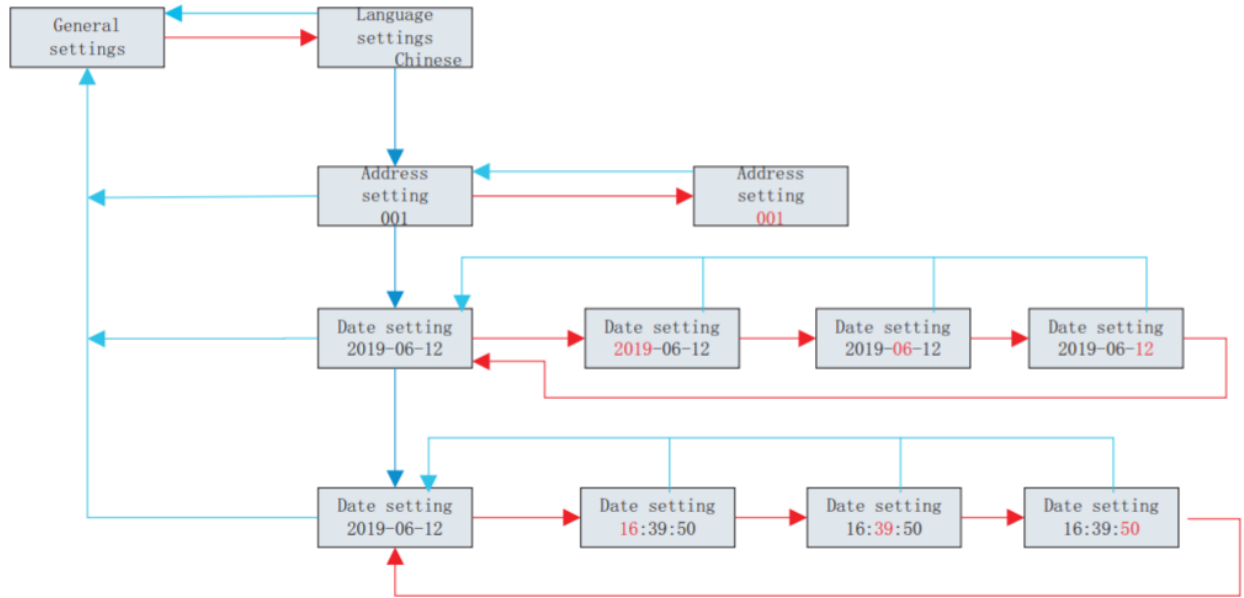 General
settings
Language
settings
Chinese
Address
setting
001
Address
setting
001
Date setting
2019-06-12
Date setting
2019-06-12
Date setting
2019-06-12
Date setting
2019-06-12
Date setting
2019-06-12
Date setting
16:39:50
Date setting
16:39:50
Date setting
16:39:50